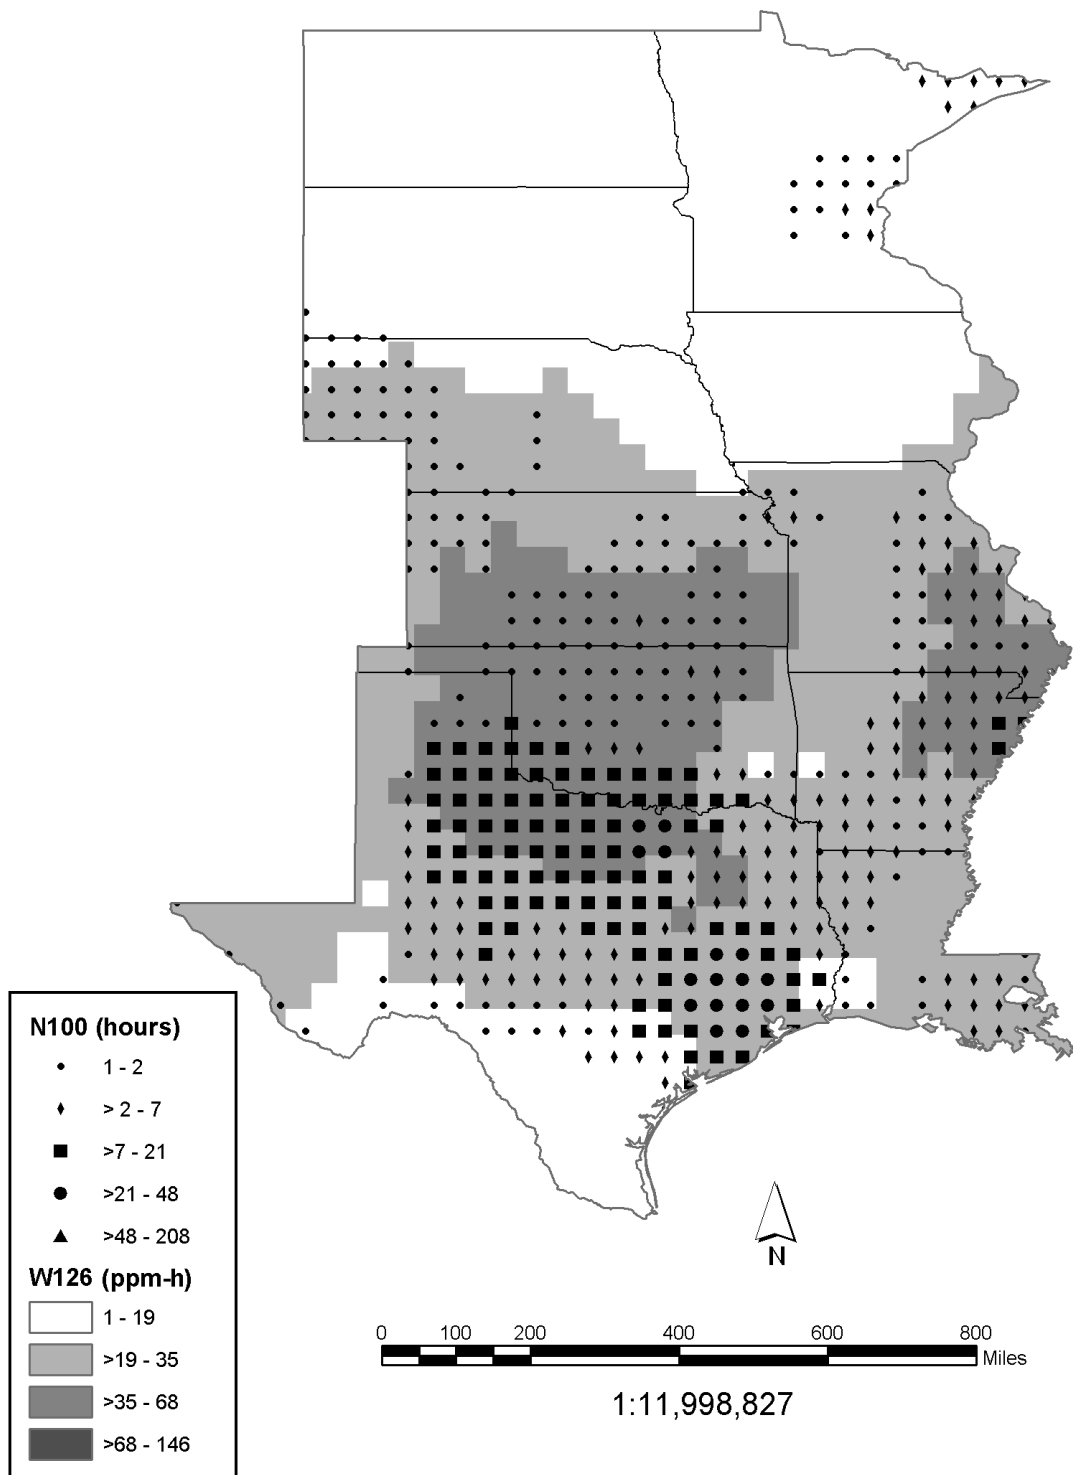 N100 (hours)
1 - 2
> 2 - 7
>7 - 21
>21 - 48
>48 - 208
W126 (ppm-h)
1 - 19
>19 - 35
>35 - 68
>68 - 146
N
0 100 200 400 600 800
Miles
1:11,998,827